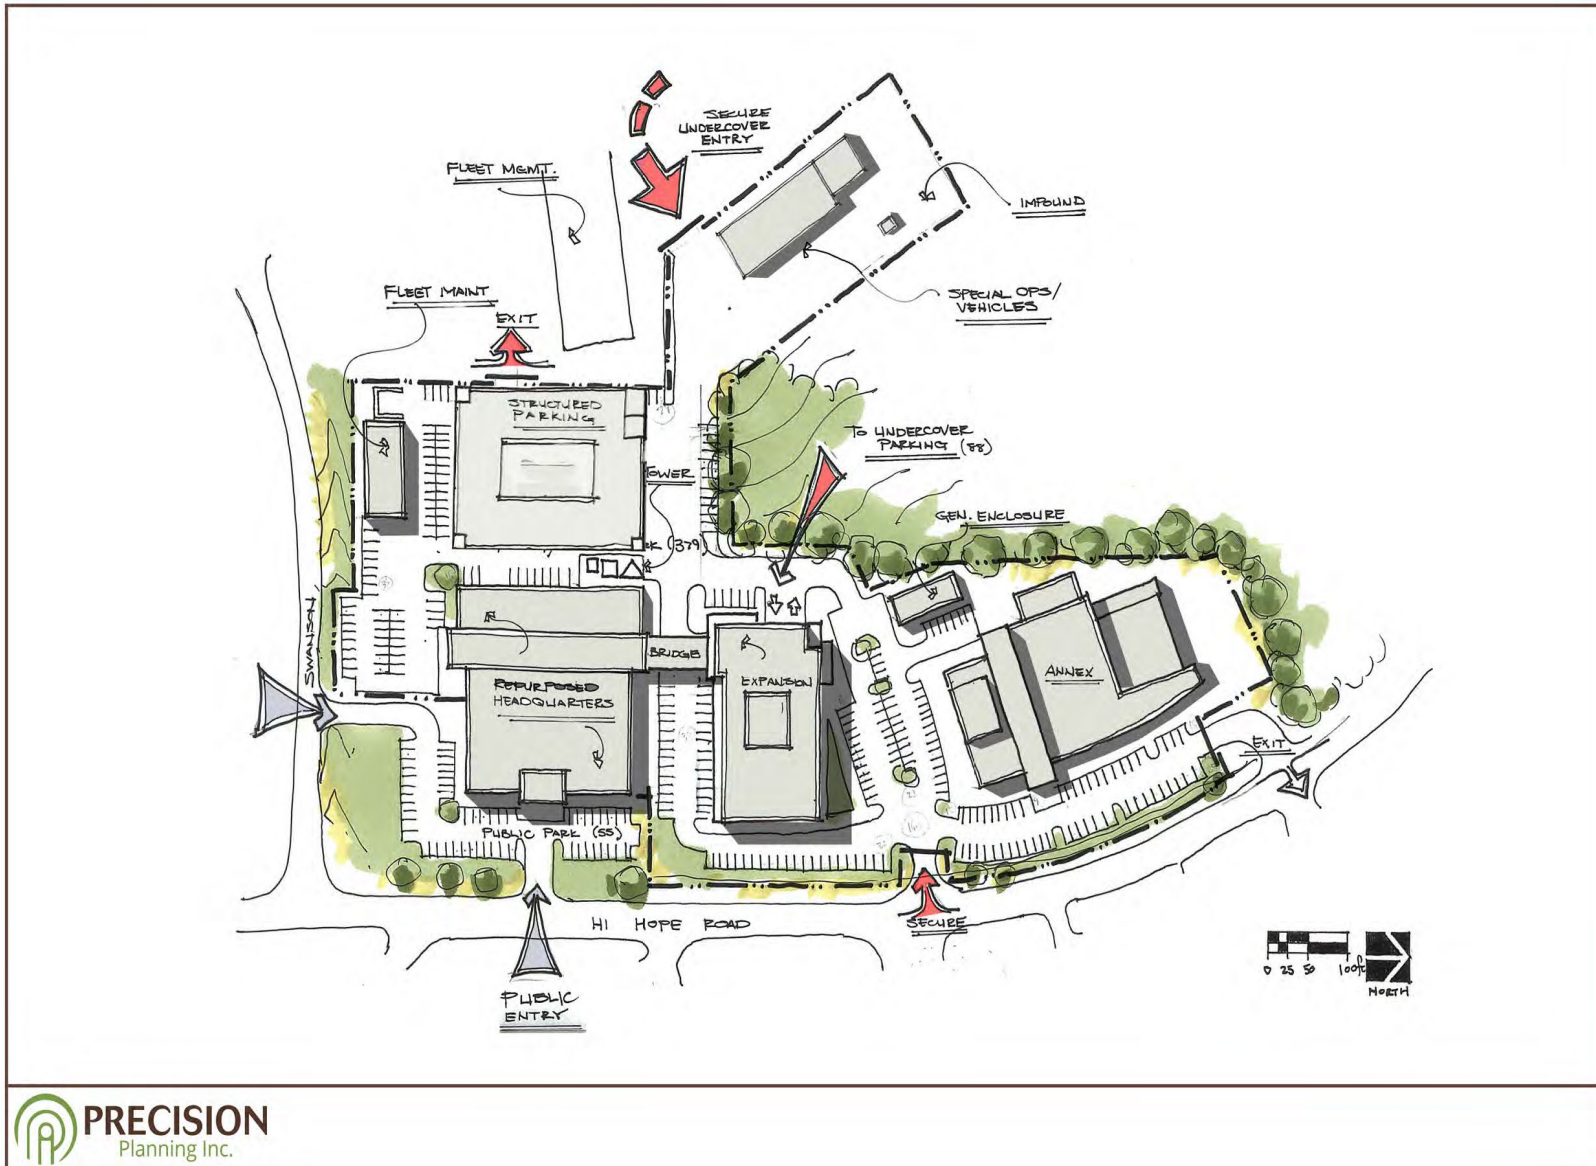 SECURE
UNDERCOVER
ENTRY
FLEET MGMT.
IMPOUND
FLEET MAINT
EXIT
SPECIAL OPS/
VEHICLES
STRUCTURED
PARKING
TO UNDERCOVER
PARKING (88)
TOWER
GEN. ENCLOSURE
(379)
SWANSON
BRIDGE
REPURPOSED
HEADQUARTERS
EXPANSION
ANNEX
EXIT
PUBLIC PARK (55)
HI HOPE ROAD
SECURE
PUBLIC
ENTRY
0 25 50 100ft
NORTH
PRECISION
Planning Inc.